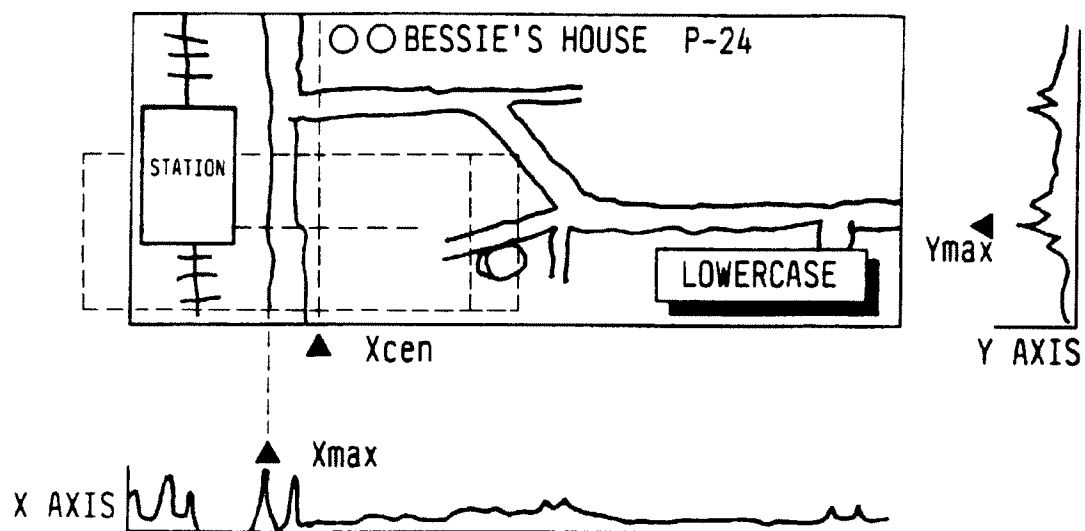 ○○BESSIE'S HOUSE P-24
STATION
LOWERCASE
Ymax
Y AXIS
Xcen
Xmax
X AXIS